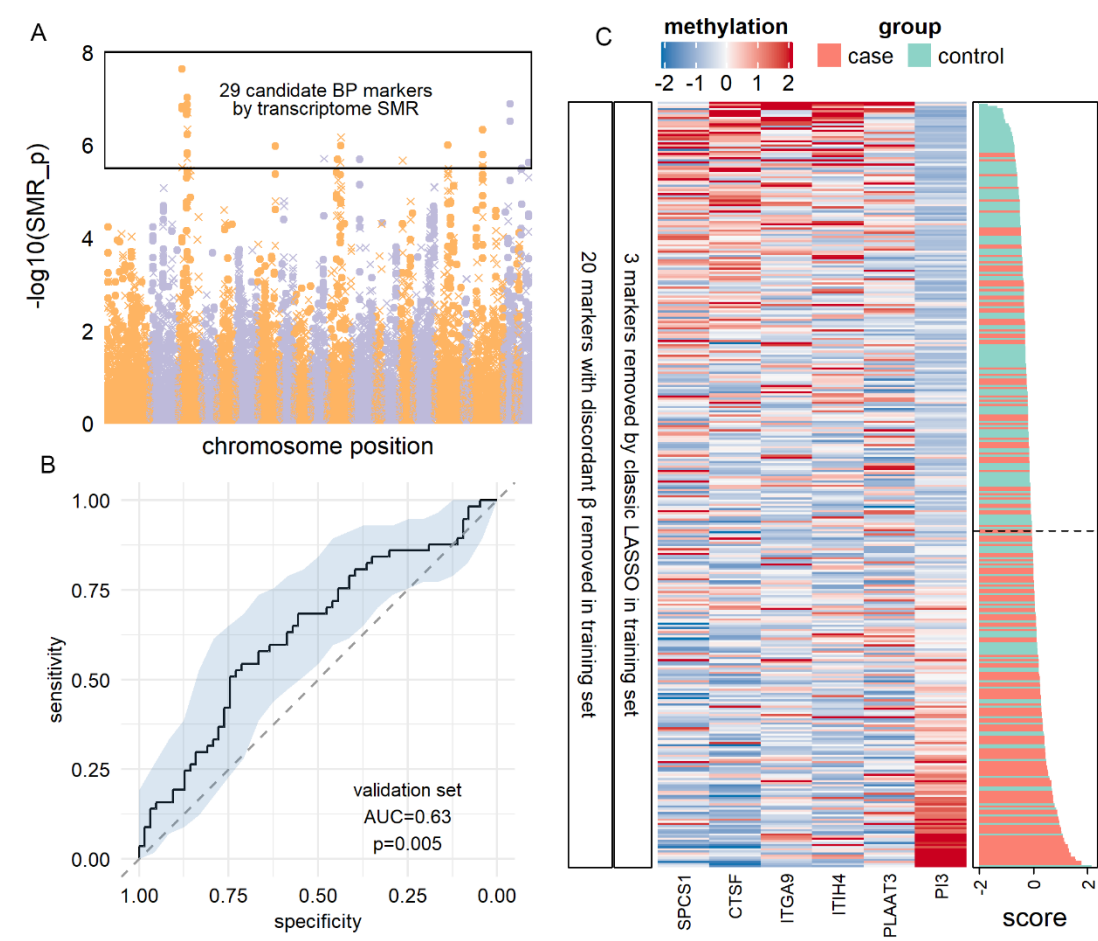 A
8
6
4
2
0
-log10(SMR_p)
29 candidate BP markers
by transcriptome SMR
chromosome position
B
1.00
0.75
0.50
0.25
0.00
sensitivity
validation set
AUC=0.63
p=0.005
1.00
0.75
0.50
0.25
0.00
specificity
C
methylation
-2
-1
0
1
2
group
case
control
20 markers with discordant β removed in training set
3 markers removed by classic LASSO in training set
SPCS1
CTSF
ITGA9
ITIH4
PLAAT3
PI3
-2
0
2
score